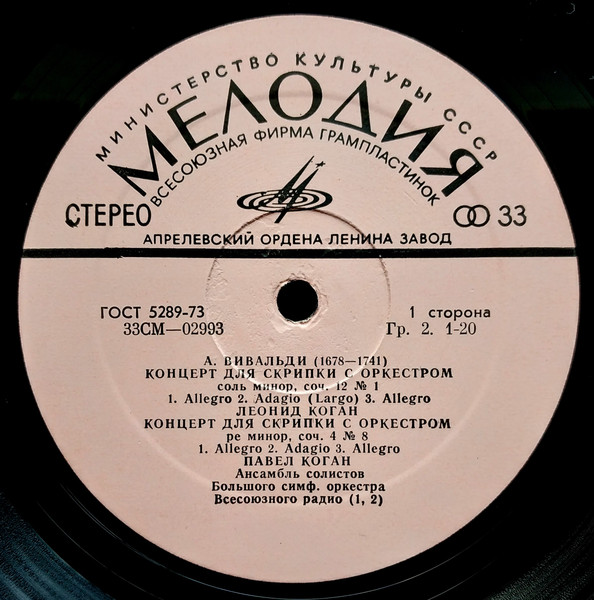 МИНИСТЕРСТВО КУЛЬТУРЫ СССР
МЕЛОДИЯ
ВСЕСОЮЗНАЯ ФИРМА ГРАМПЛАСТИНОК
СТЕРЕО 33
АПРЕЛЕВСКИЙ ОРДЕНА ЛЕНИНА ЗАВОД
ГОСТ 5289-73 1 сторона
33СМ—02993 Гр. 2. 1-20
А. ВИВАЛЬДИ (1678—1741)
КОНЦЕРТ ДЛЯ СКРИПКИ С ОРКЕСТРОМ
соль минор, соч. 12 № 1
1. Allegro 2. Adagio (Largo) 3. Allegro
ЛЕОНИД КОГАН
КОНЦЕРТ ДЛЯ СКРИПКИ С ОРКЕСТРОМ
ре минор, соч. 4 № 8
1. Allegro 2. Adagio 3. Allegro
ПАВЕЛ КОГАН
Ансамбль солистов
Большого симф. оркестра
Всесоюзного радио (1, 2)